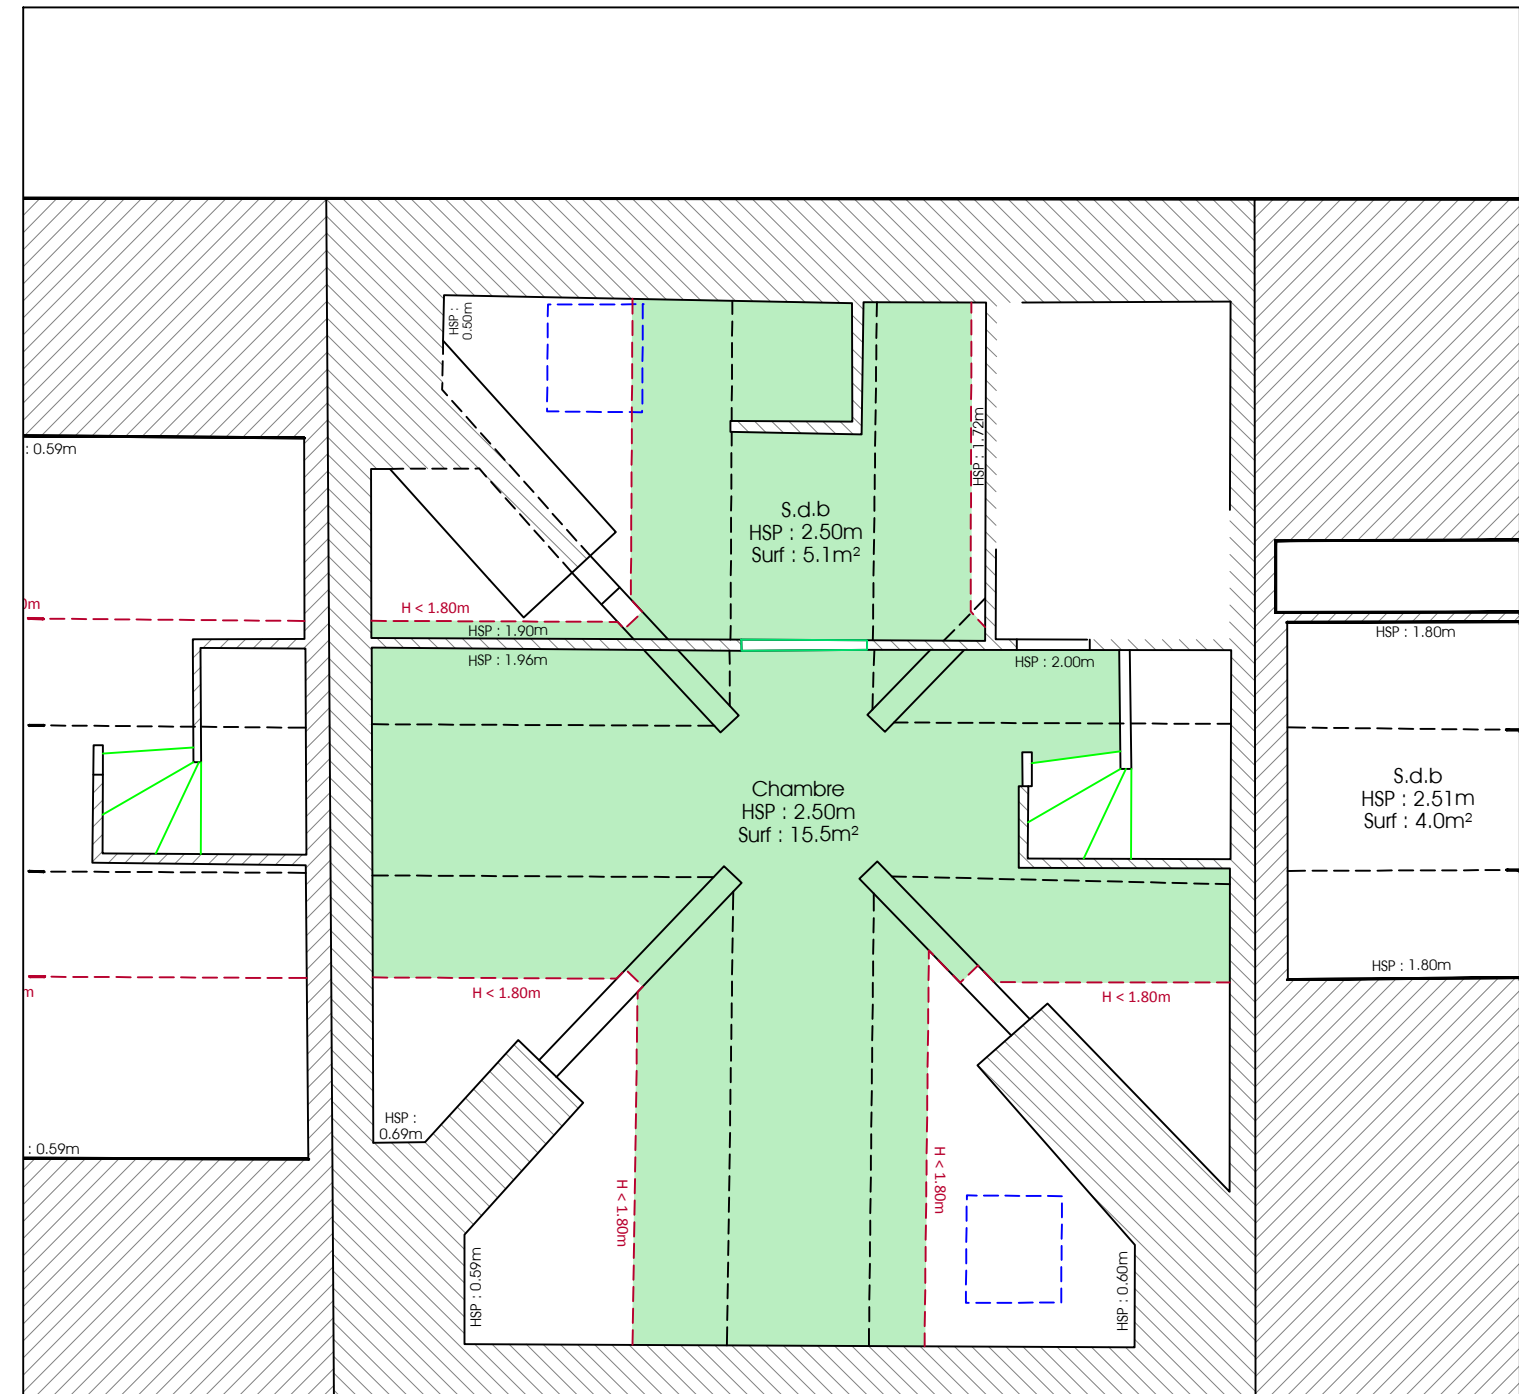 HSP :
0.50m
: 0.59m
HSP : 1.72m
S.d.b
HSP : 2.50m
Surf : 5.1m²
H < 1.80m
HSP : 1.90m
HSP : 1.96m
HSP : 2.00m
HSP : 1.80m
Chambre
HSP : 2.50m
Surf : 15.5m²
S.d.b
HSP : 2.51m
Surf : 4.0m²
HSP : 1.80m
H < 1.80m
H < 1.80m
HSP :
0.69m
: 0.59m
H < 1.80m
H < 1.80m
HSP : 0.59m
HSP : 0.60m